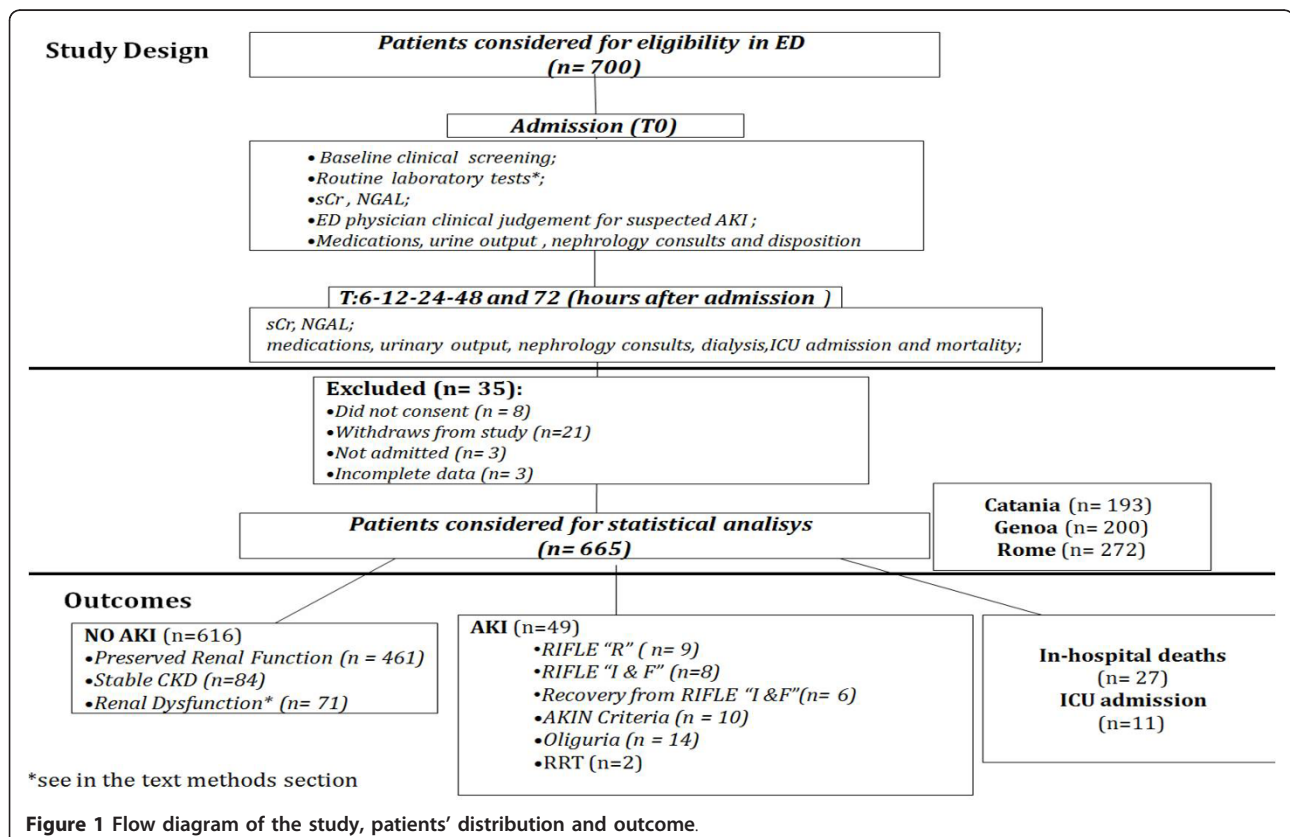 Study Design
Patients considered for eligibility in ED
(n= 700)
Admission (T0)
•Baseline clinical screening;
•Routine laboratory tests*;
•sCr , NGAL;
•ED physician clinical judgement for suspected AKI ;
•Medications, urine output , nephrology consults and disposition
T:6-12-24-48 and 72 (hours after admission )
sCr, NGAL;
medications, urinary output, nephrology consults, dialysis,ICU admission and mortality;
Excluded (n= 35):
•Did not consent (n = 8)
•Withdraws from study (n=21)
•Not admitted (n= 3)
•Incomplete data (n= 3)
Patients considered for statistical analisys
(n= 665)
Catania (n= 193)
Genoa (n= 200)
Rome (n= 272)
Outcomes
NO AKI (n=616)
•Preserved Renal Function (n = 461)
•Stable CKD (n=84)
•Renal Dysfunction* (n= 71)
AKI (n=49)
•RIFLE "R" ( n= 9)
•RIFLE "I & F" (n=8)
•Recovery from RIFLE "I &F"(n= 6)
•AKIN Criteria (n = 10)
•Oliguria (n = 14)
•RRT (n=2)
In-hospital deaths
(n= 27)
ICU admission
(n=11)
*see in the text methods section
Figure 1 Flow diagram of the study, patients' distribution and outcome.